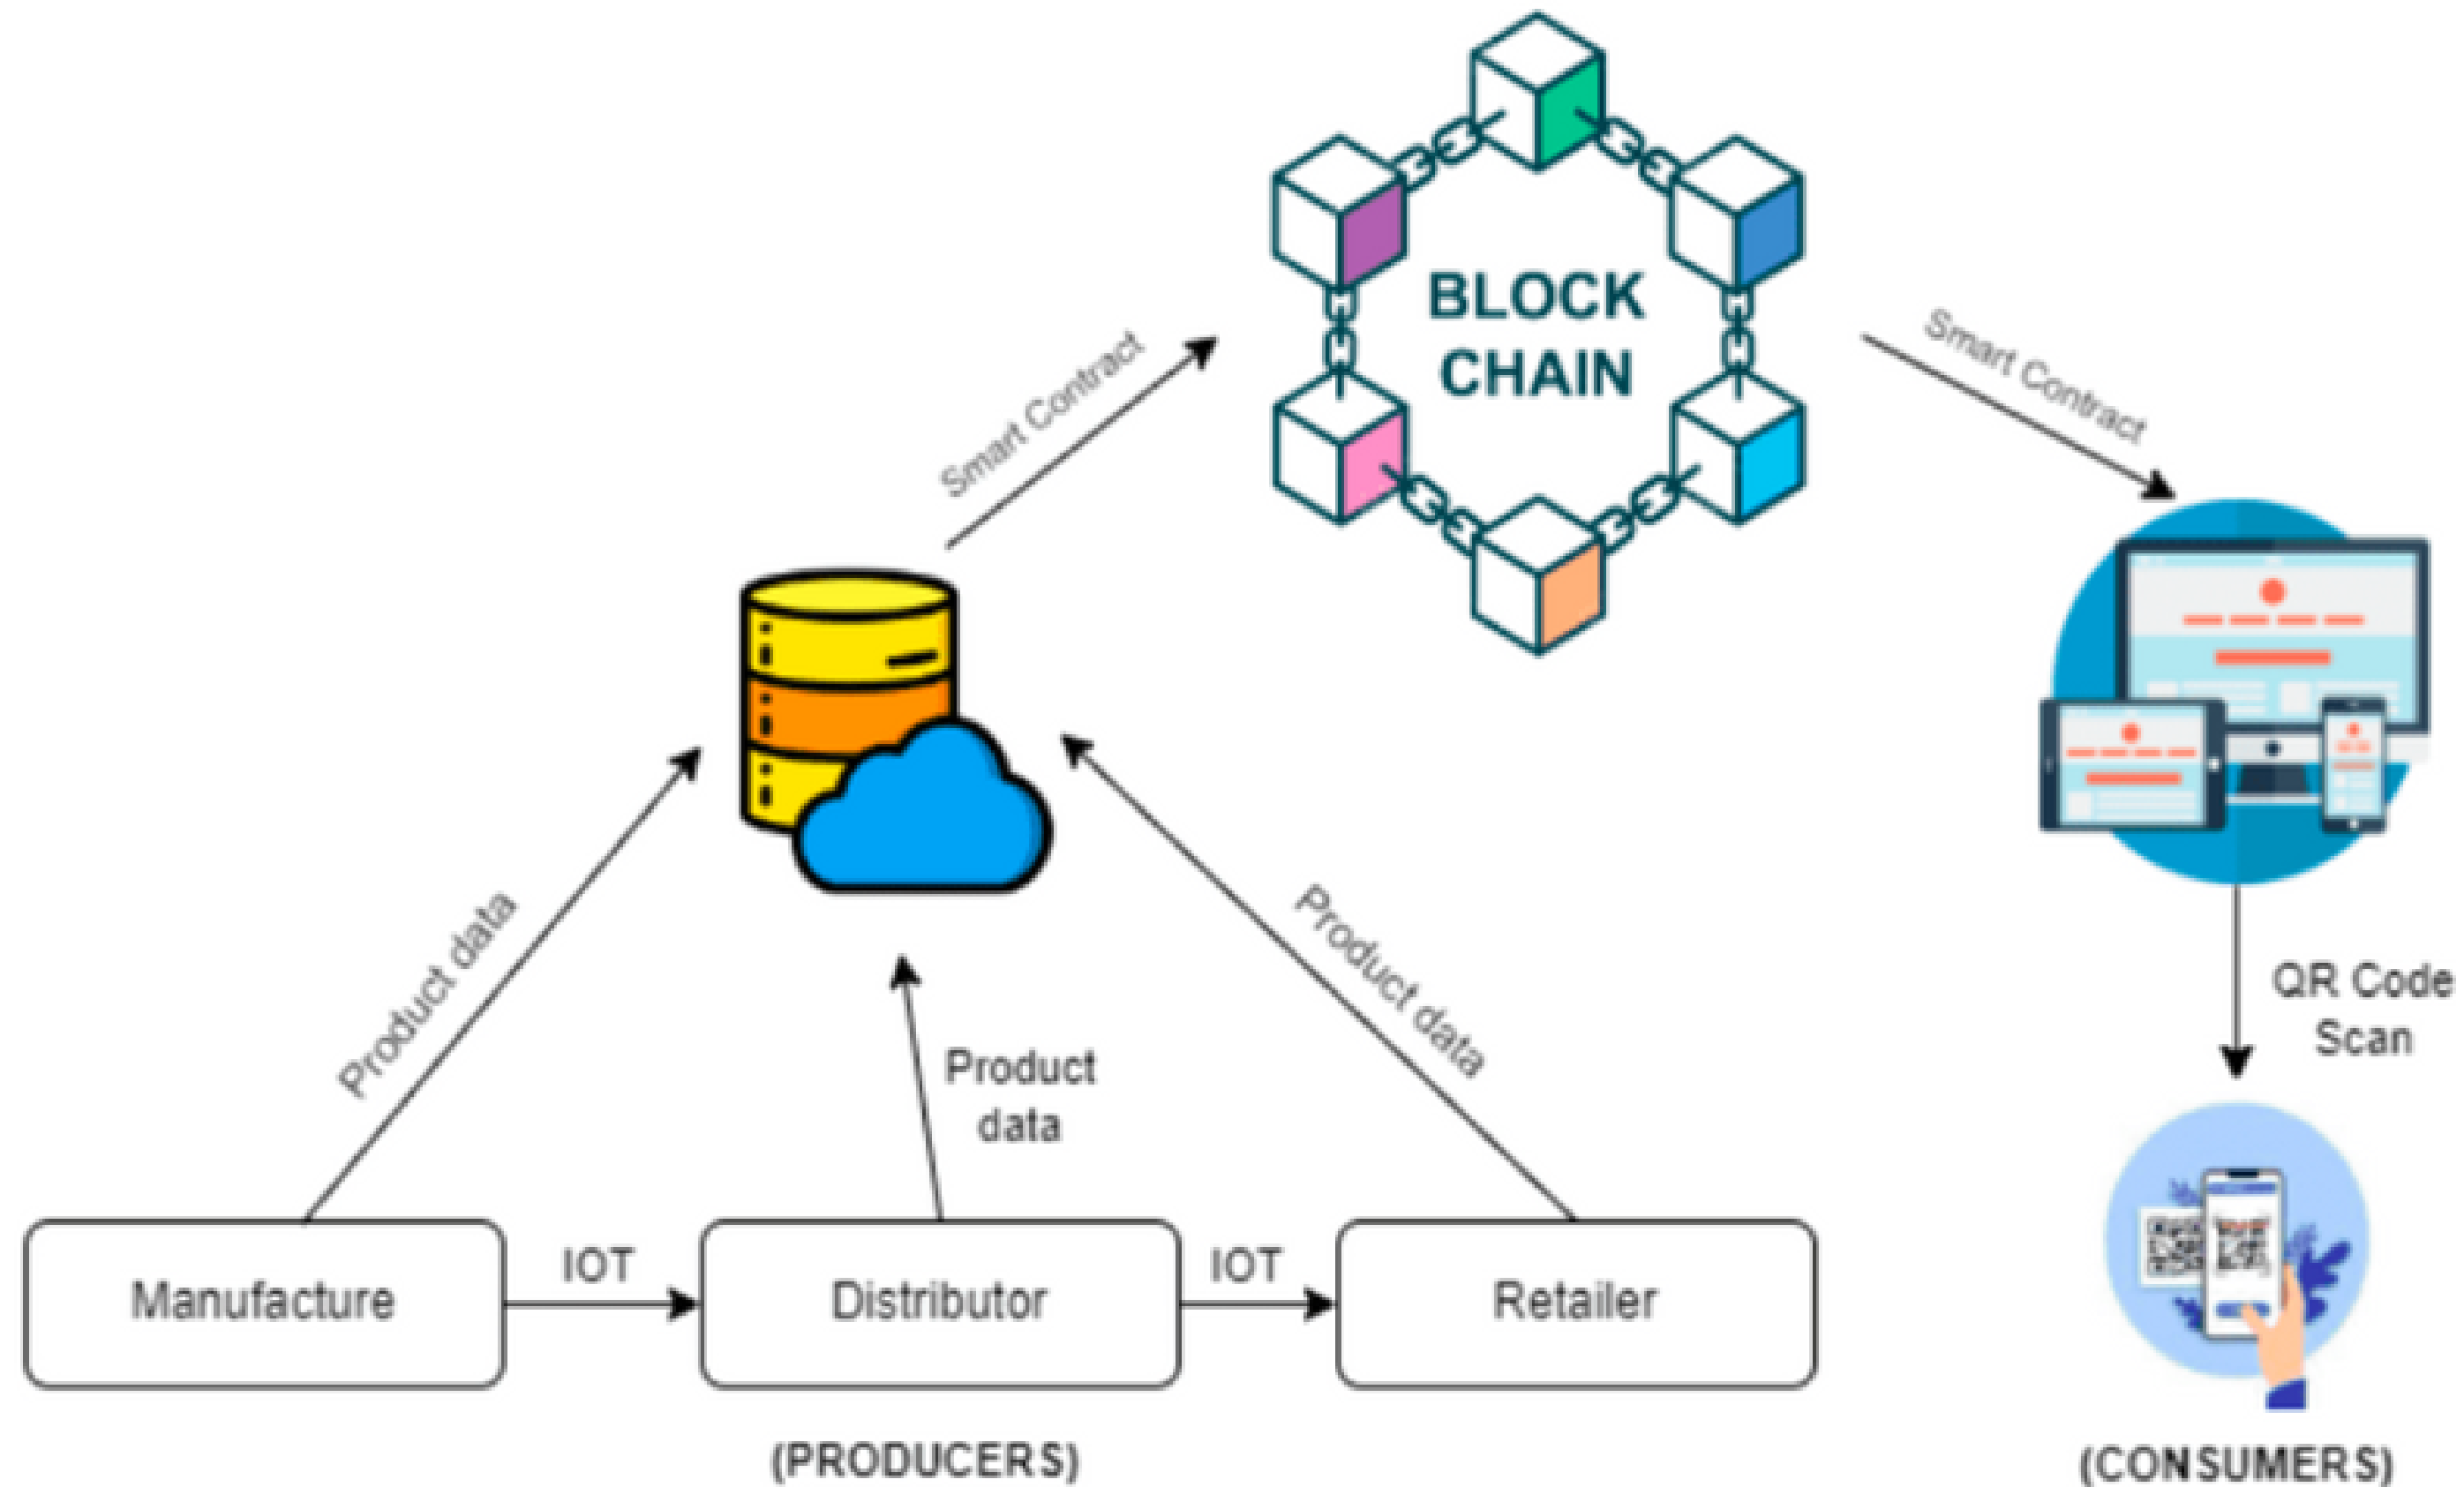 BLOCK
CHAIN
Smart Contract
Smart Contract
Product data
Product
data
Product data
QR Code
Scan
Manufacture
IOT
Distributor
IOT
Retailer
(PRODUCERS)
(CONSUMERS)